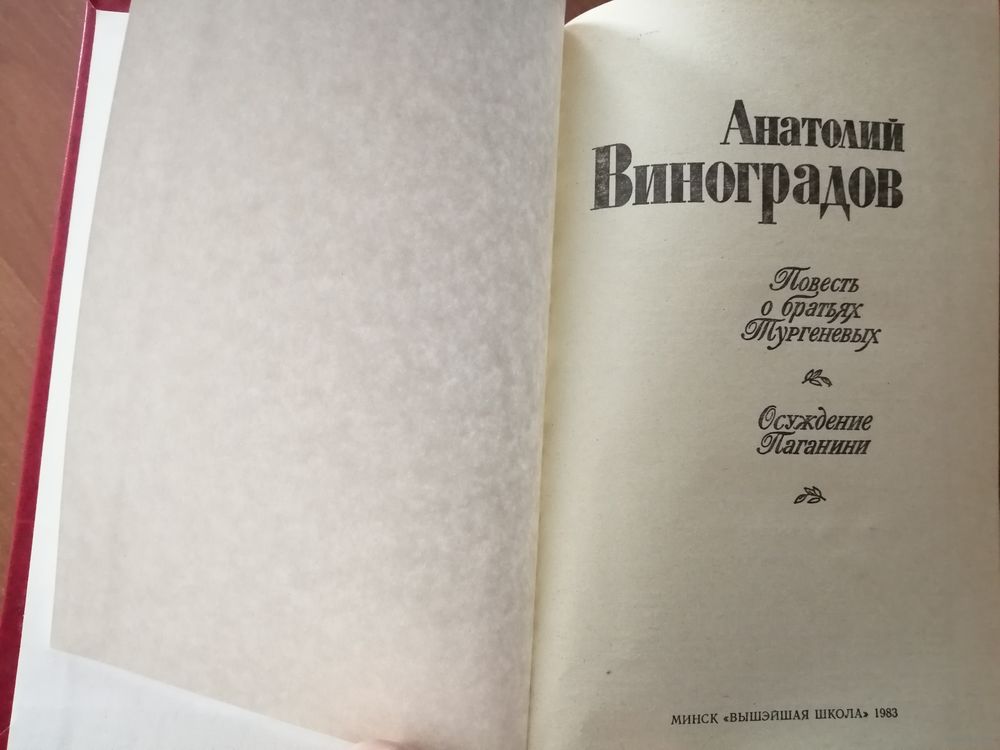 Анатолий
Виноградов
Повесть
о братьях
Тургеневых
Осуждение
Паганини
МИНСК «ВЫШЭЙШАЯ ШКОЛА» 1983